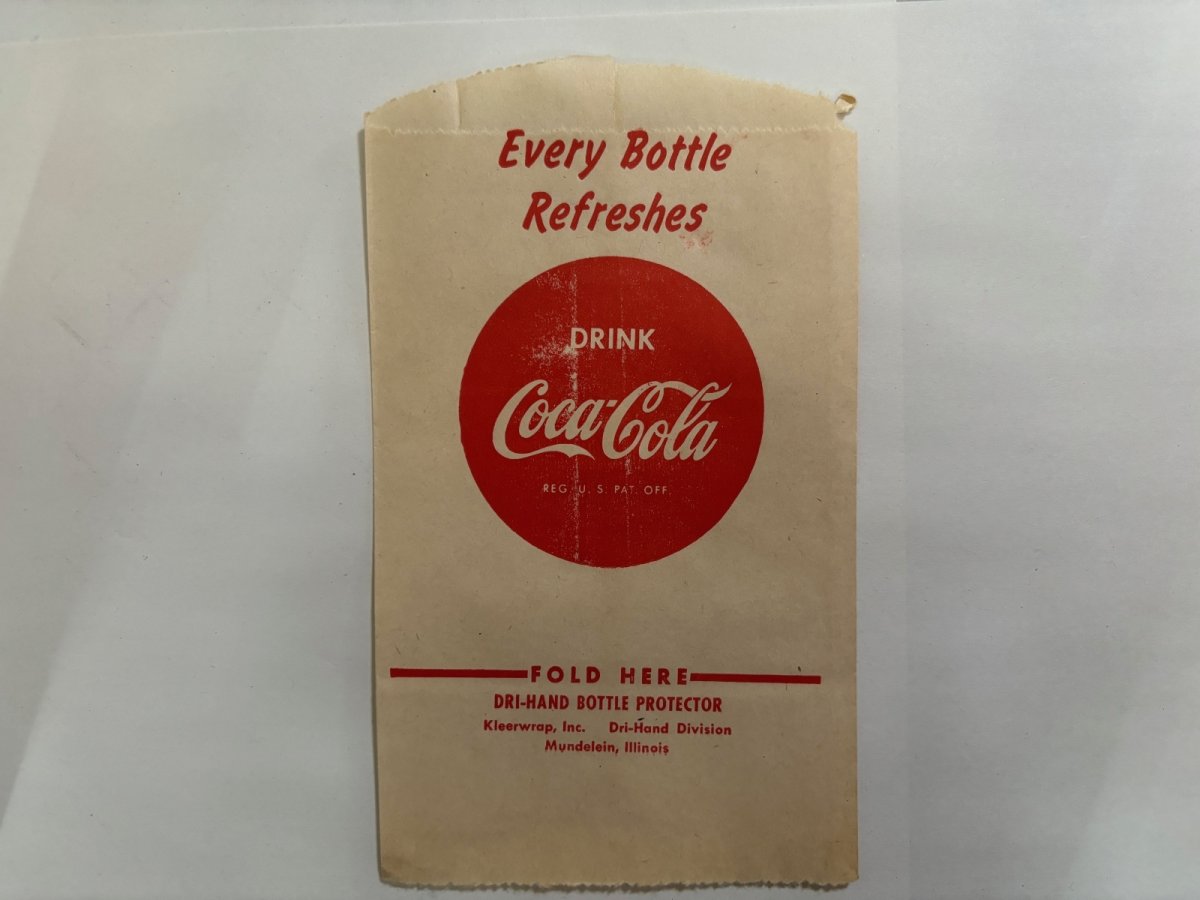 Every Bottle
Refreshes
DRINK
Coca-Cola
REG. U. S. PAT. OFF.
FOLD HERE
DRI-HAND BOTTLE PROTECTOR
Kleerwrap, Inc. Dri-Hand Division
Mundelein, Illinois